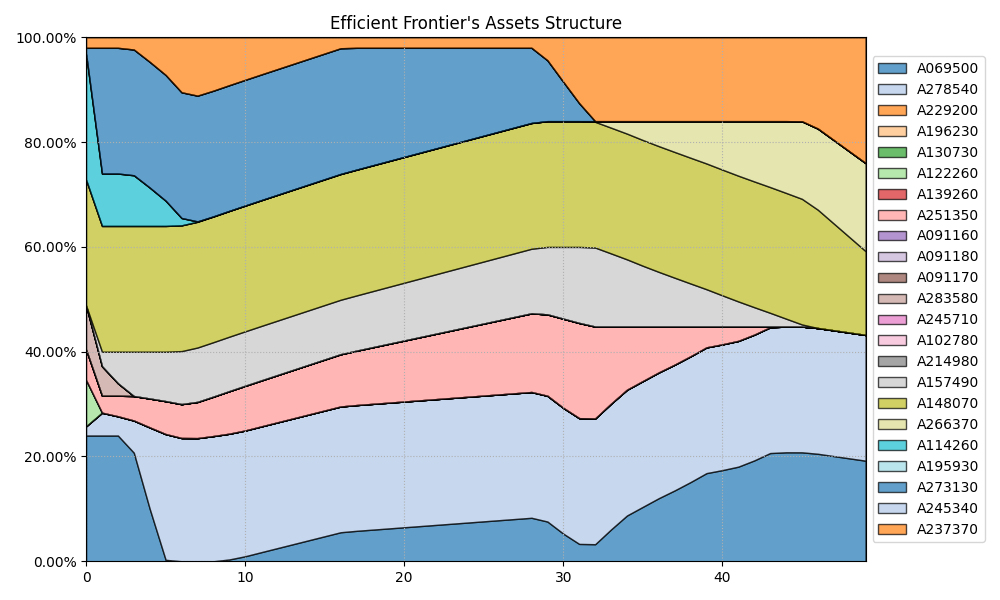 Efficient Frontier's Assets Structure
100.00%
80.00%
60.00%
40.00%
20.00%
0.00%
0
10
20
30
40
A069500
A278540
A229200
A196230
A130730
A122260
A139260
A251350
A091160
A091180
A091170
A283580
A245710
A102780
A214980
A157490
A148070
A266370
A114260
A195930
A273130
A245340
A237370